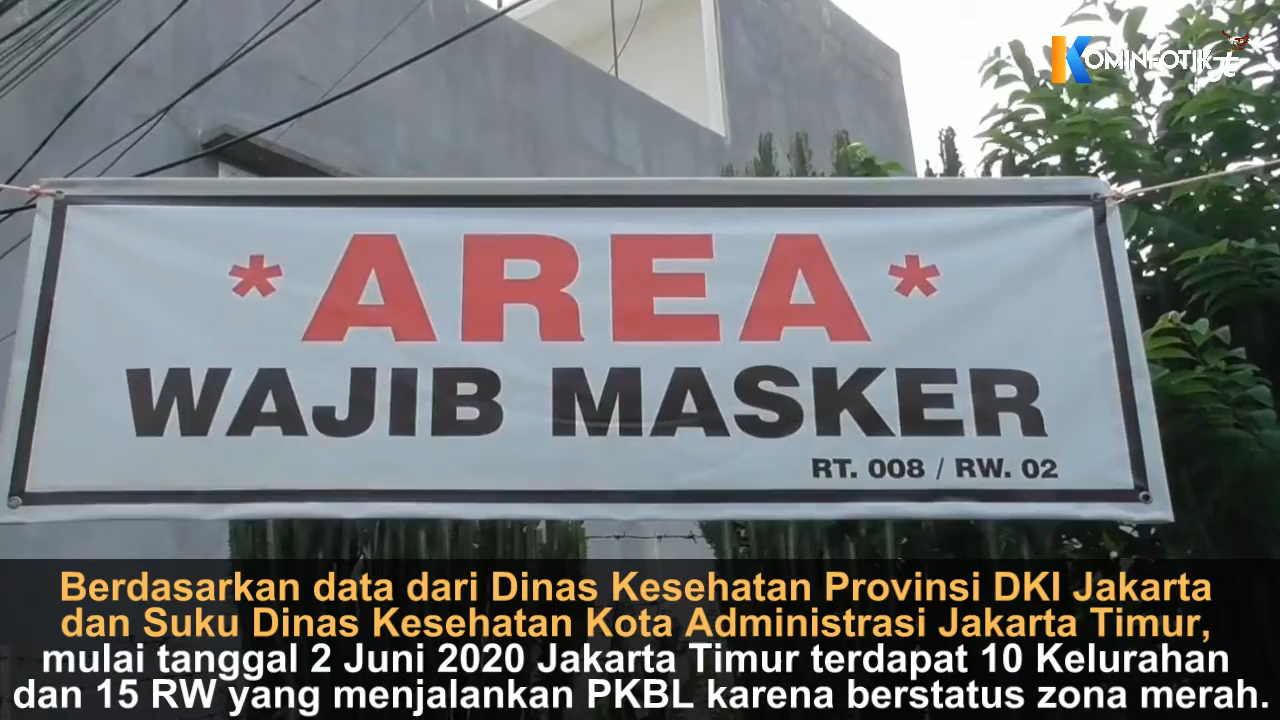 KOMINFOTIK JT
*AREA*
WAJIB MASKER
RT. 008 / RW. 02
Berdasarkan data dari Dinas Kesehatan Provinsi DKI Jakarta
dan Suku Dinas Kesehatan Kota Administrasi Jakarta Timur,
mulai tanggal 2 Juni 2020 Jakarta Timur terdapat 10 Kelurahan
dan 15 RW yang menjalankan PKBL karena berstatus zona merah.